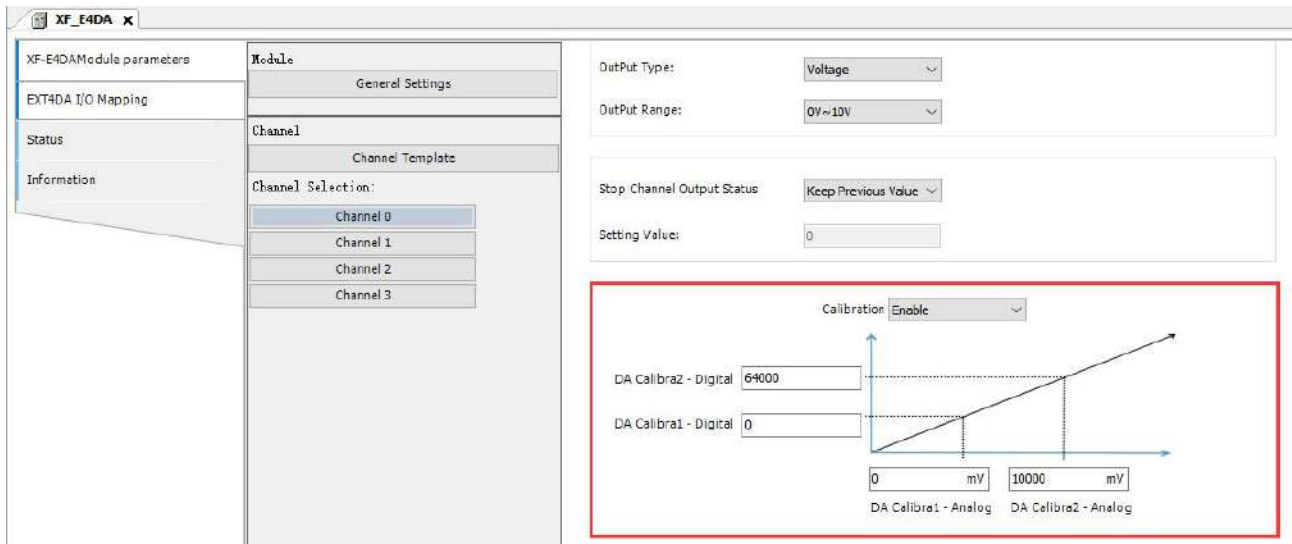 XF_E4DA x
XF-E4DAModule parameters
EXT4DA I/O Mapping
Status
Information
Module
General Settings
Channel
Channel Template
Channel Selection:
Channel 0
Channel 1
Channel 2
Channel 3
OutPut Type: Voltage
OutPut Range: 0V~10V
Stop Channel Output Status Keep Previous Value
Setting Value: 0
Calibration Enable
DA Calibra2 - Digital 64000
DA Calibra1 - Digital 0
0 mV 10000 mV
DA Calibra1 - Analog DA Calibra2 - Analog